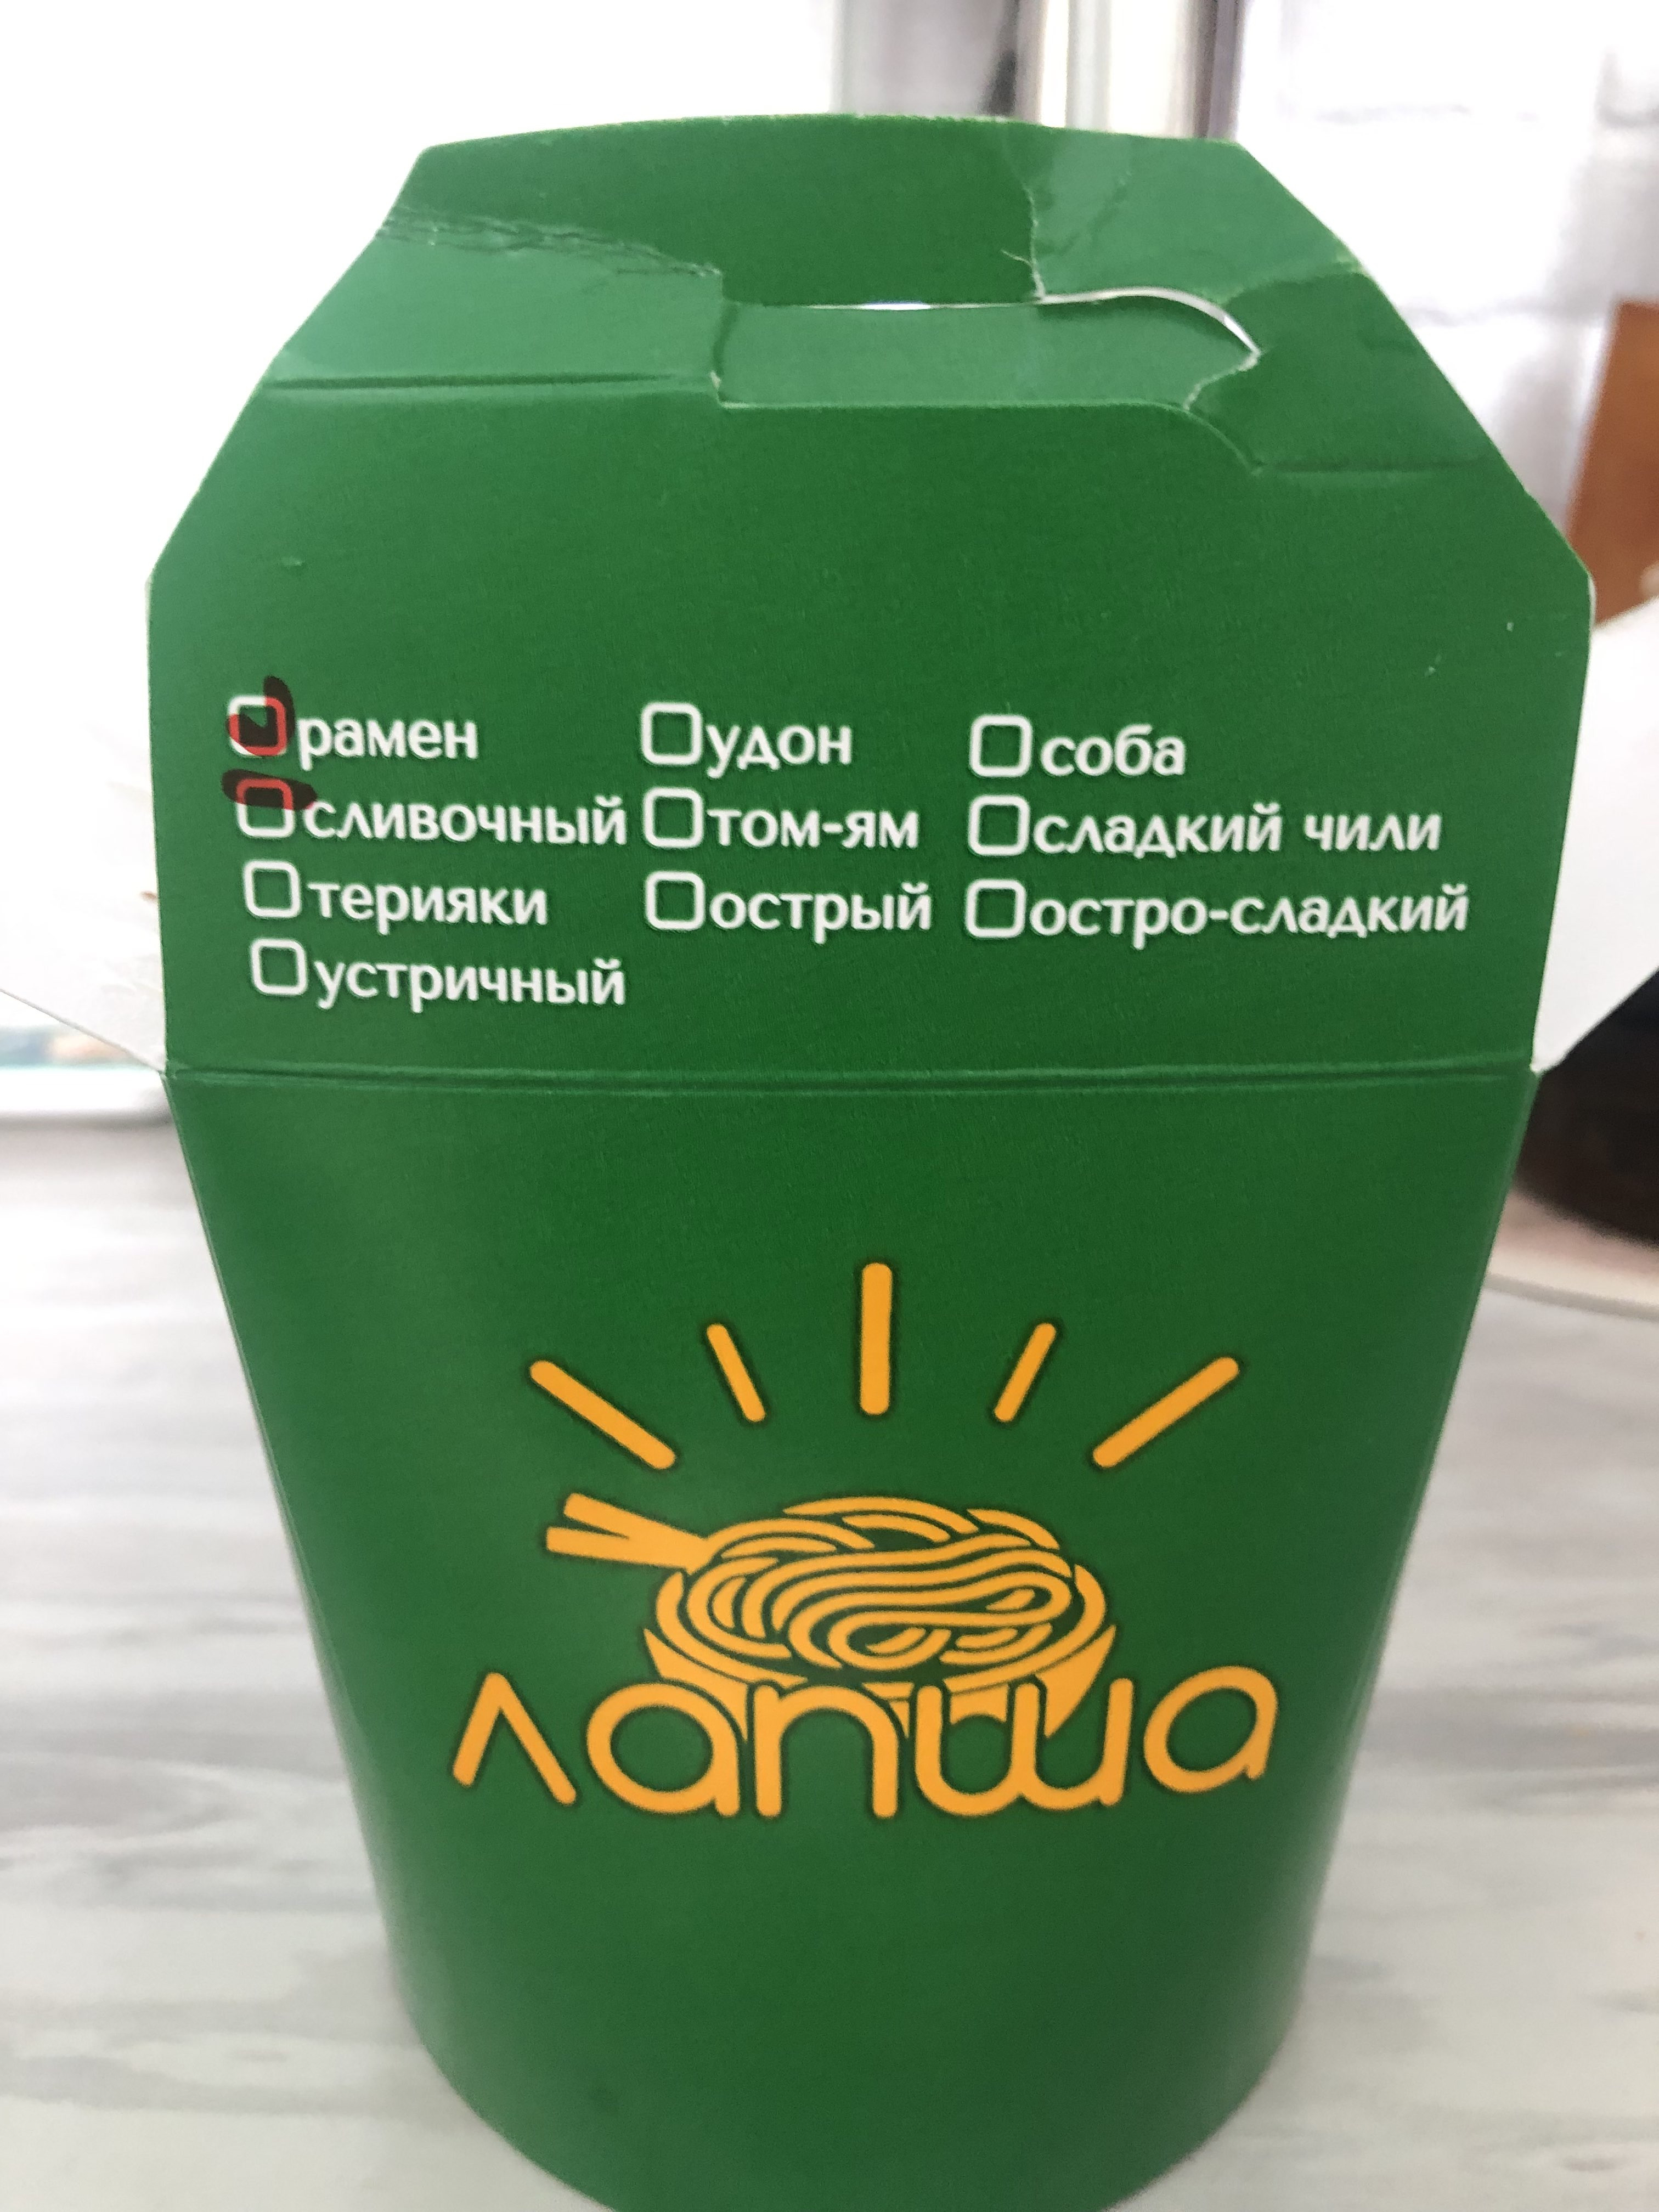 рамен удон соба
сливочный том-ям сладкий чили
терияки острый остро-сладкий
устричный
лапша